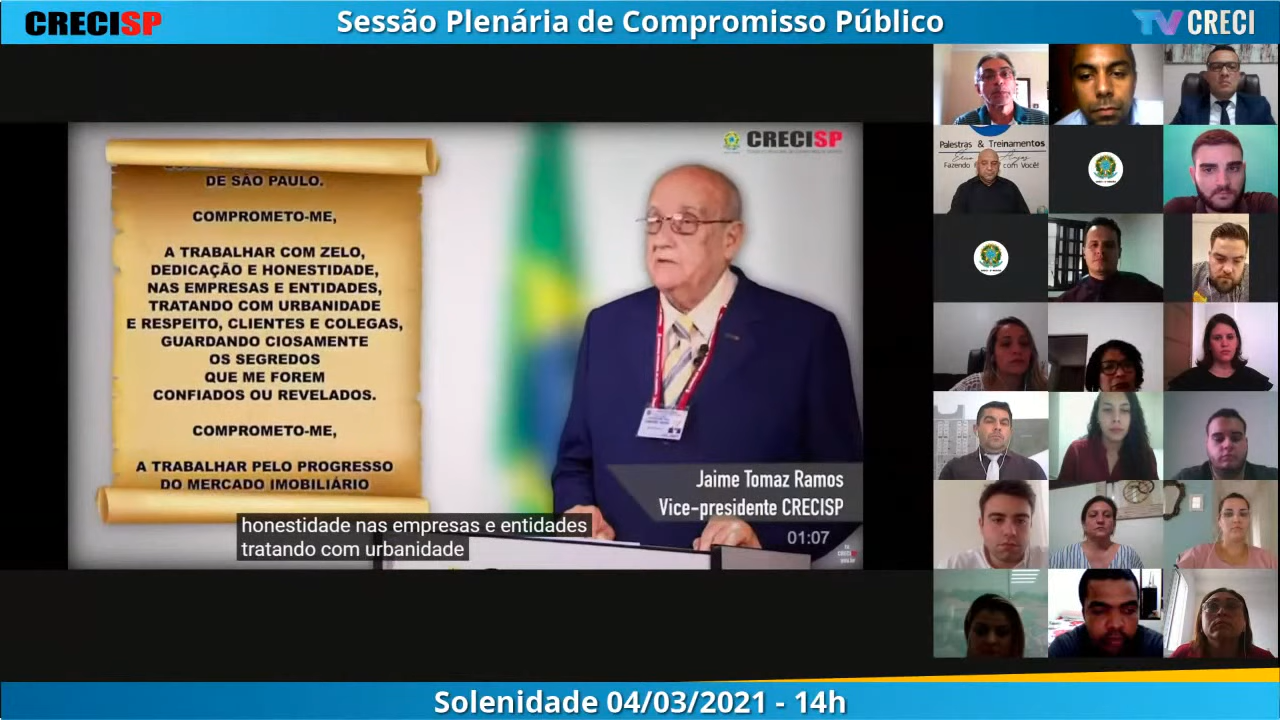 CRECISP
Sessão Plenária de Compromisso Público
TV CRECI
CRECISP
DE SÃO PAULO.
COMPROMETO-ME,
A TRABALHAR COM ZELO,
DEDICAÇÃO E HONESTIDADE,
NAS EMPRESAS E ENTIDADES,
TRATANDO COM URBANIDADE
E RESPEITO, CLIENTES E COLEGAS,
GUARDANDO CIOSAMENTE
OS SEGREDOS
QUE ME FOREM
CONFIADOS OU REVELADOS.
COMPROMETO-ME,
A TRABALHAR PELO PROGRESSO
DO MERCADO IMOBILIÁRIO
Jaime Tomaz Ramos
Vice-presidente CRECISP
01:07
honestidade nas empresas e entidades
tratando com urbanidade
Palestras & Treinamentos
Fazendo
com Você!
Solenidade 04/03/2021 - 14h